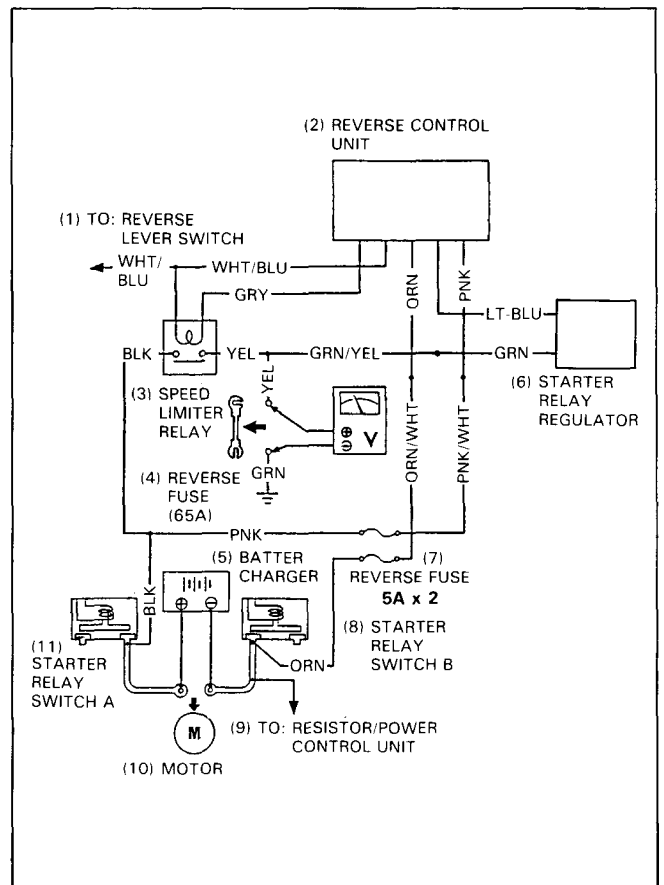 (2) REVERSE CONTROL
UNIT
(1) TO: REVERSE
LEVER SWITCH
WHT/
BLU
WHT/BLU
GRY
ORN
PNK
LT-BLU
BLK
YEL
GRN/YEL
GRN
YEL
(3) SPEED
LIMITER
RELAY
(6) STARTER
RELAY
REGULATOR
⊕
⊖
V
ORN/WHT
PNK/WHT
(4) REVERSE
FUSE
(65A)
GRN
PNK
(5) BATTER
CHARGER
(7)
REVERSE FUSE
5A x 2
BLK
⊕
⊖
(8) STARTER
RELAY
SWITCH B
(11)
STARTER
RELAY
SWITCH A
ORN
M
(9) TO: RESISTOR/POWER
CONTROL UNIT
(10) MOTOR